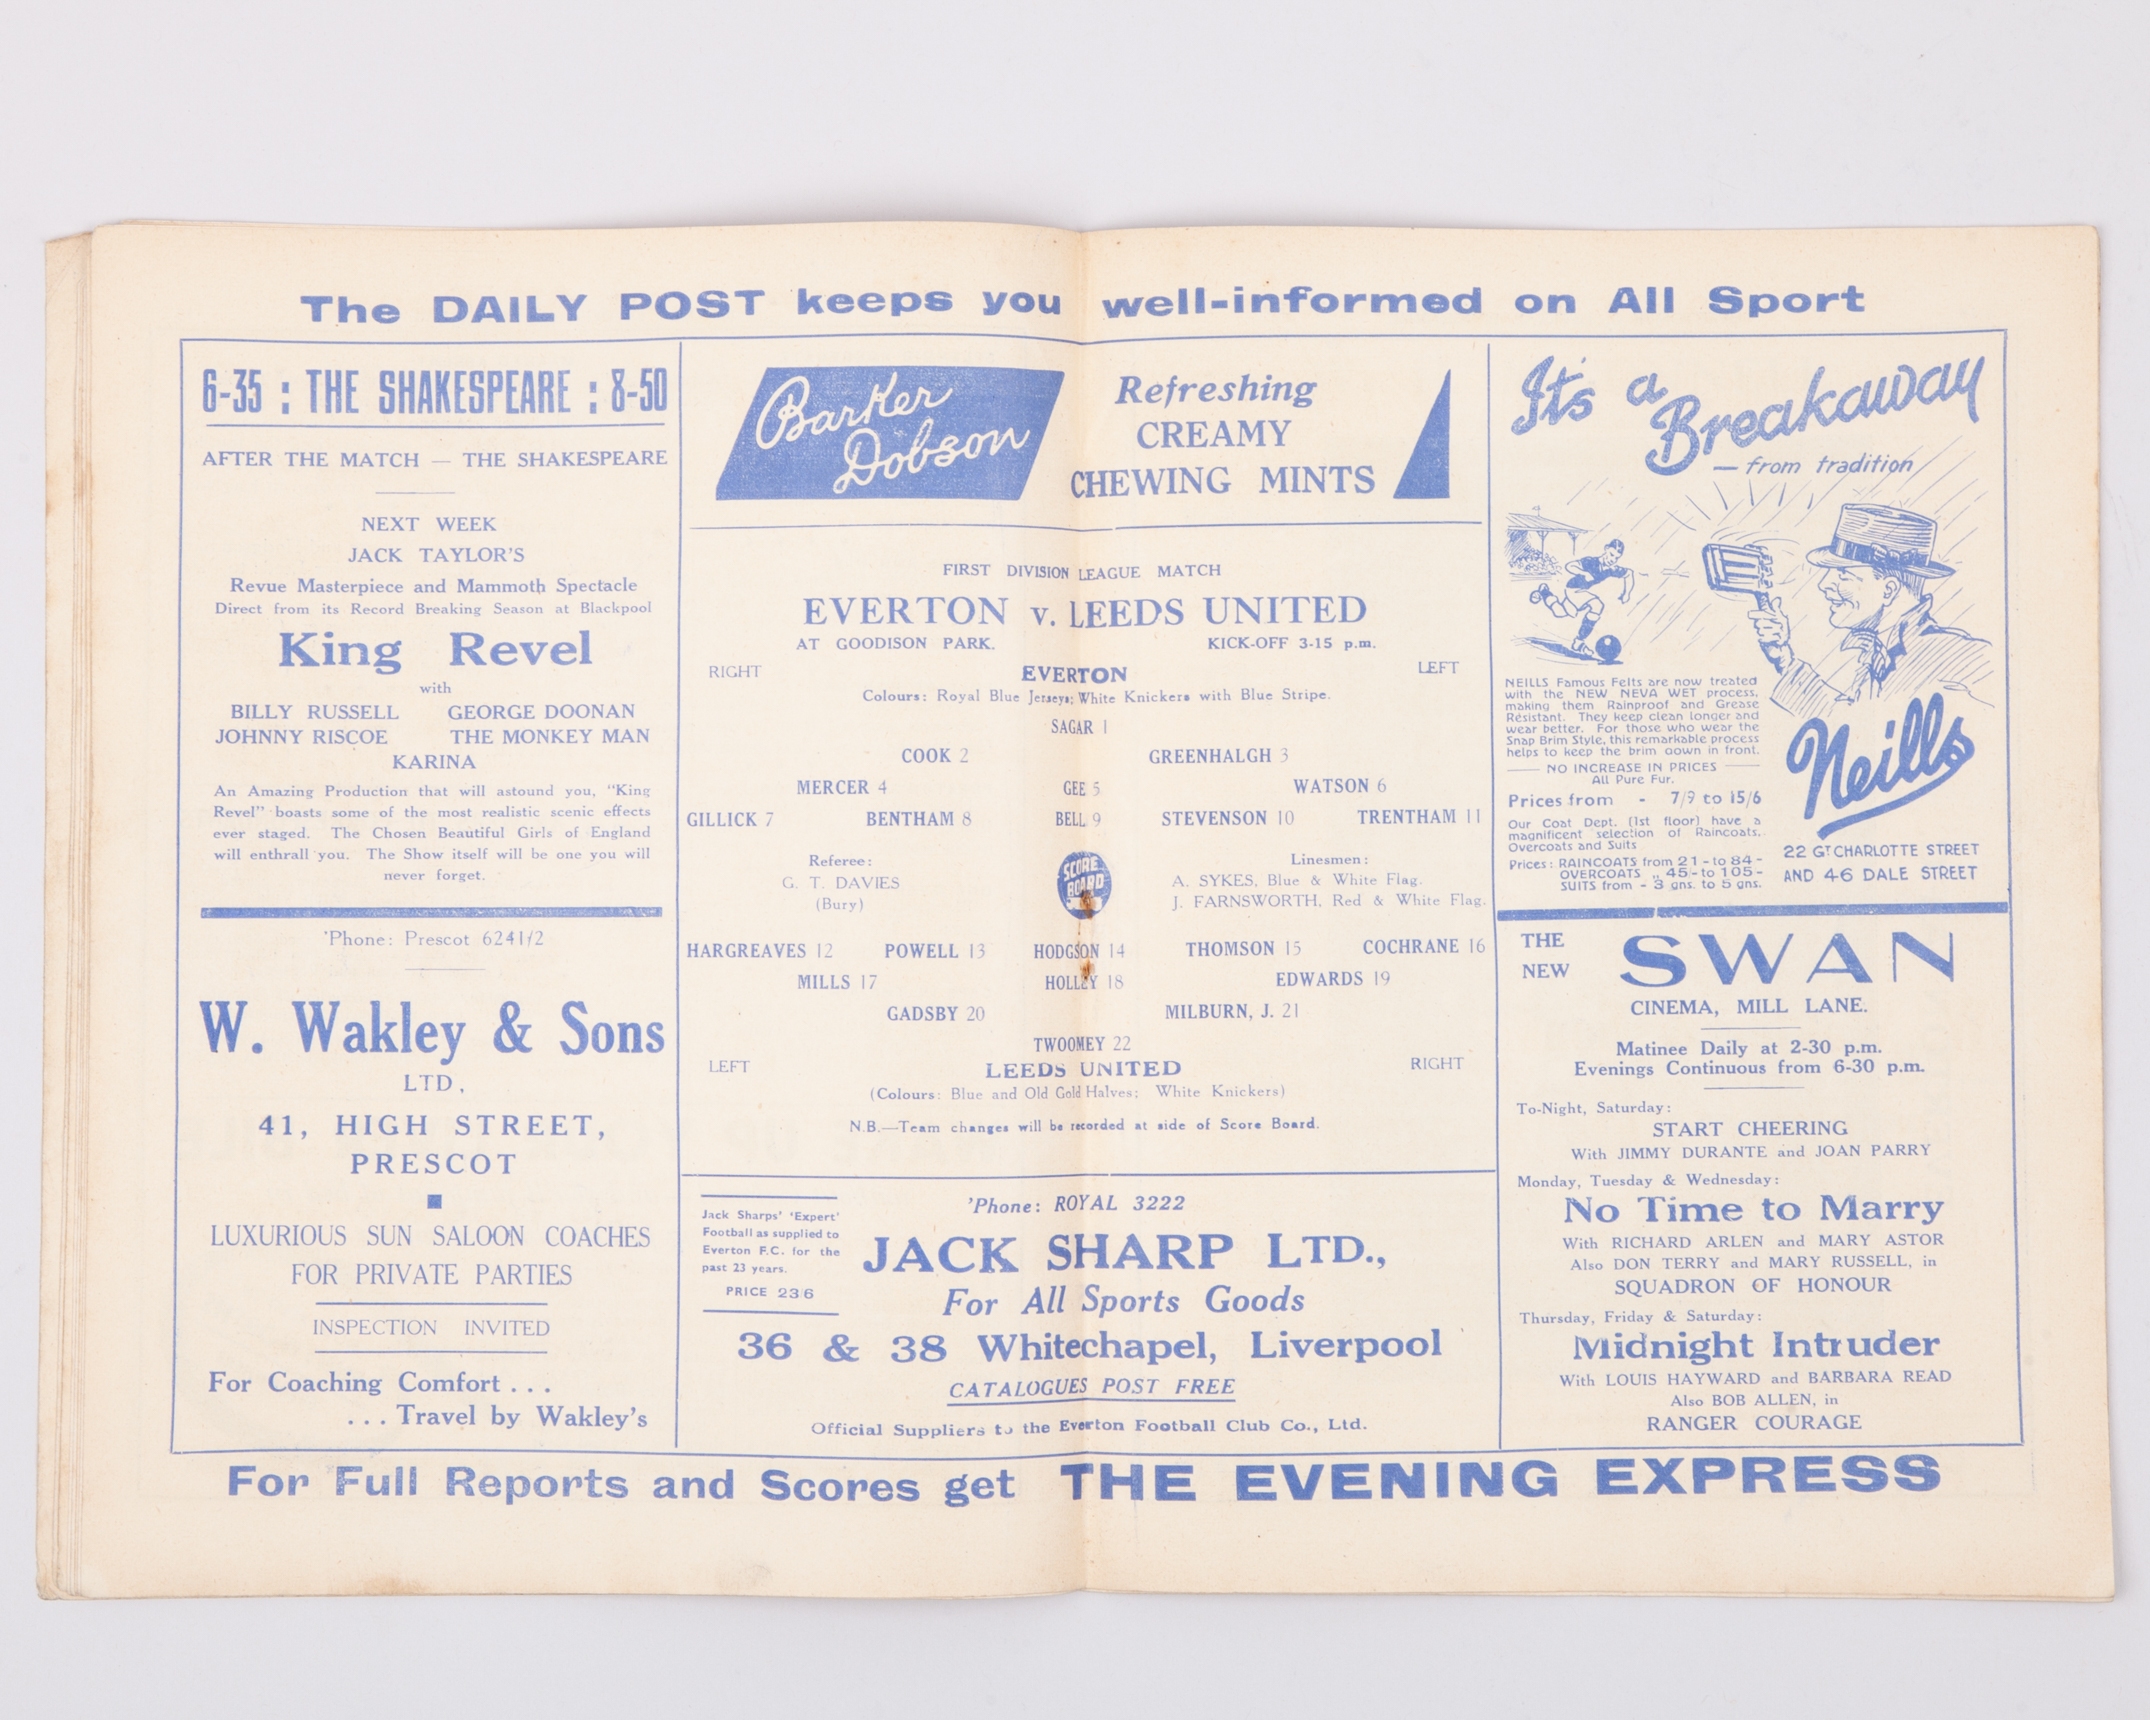 The DAILY POST keeps you well-informed on All Sport
6-35 : THE SHAKESPEARE : 8-50
AFTER THE MATCH — THE SHAKESPEARE
NEXT WEEK
JACK TAYLOR'S
Revue Masterpiece and Mammoth Spectacle
Direct from its Record Breaking Season at Blackpool
King Revel
with
BILLY RUSSELL GEORGE DOONAN
JOHNNY RISCOE THE MONKEY MAN
KARINA
An Amazing Production that will astound you, "King
Revel" boasts some of the most realistic scenic effects
ever staged. The Chosen Beautiful Girls of England
will enthrall you. The Show itself will be one you will
never forget.
'Phone: Prescot 6241/2
W. Wakley & Sons
LTD,
41, HIGH STREET,
PRESCOT
LUXURIOUS SUN SALOON COACHES
FOR PRIVATE PARTIES
INSPECTION INVITED
For Coaching Comfort . . .
. . . Travel by Wakley's
Barker
Dobson
Refreshing
CREAMY
CHEWING MINTS
FIRST DIVISION LEAGUE MATCH
EVERTON v. LEEDS UNITED
AT GOODISON PARK. KICK-OFF 3-15 p.m.
RIGHT EVERTON LEFT
Colours: Royal Blue Jerseys; White Knickers with Blue Stripe.
SAGAR 1
COOK 2 GREENHALGH 3
MERCER 4 GEE 5 WATSON 6
GILLICK 7 BENTHAM 8 BELL 9 STEVENSON 10 TRENTHAM 11
Referee:
G. T. DAVIES
(Bury)
SCORE
BOARD
Linesmen:
A. SYKES, Blue & White Flag.
J. FARNSWORTH, Red & White Flag.
HARGREAVES 12 POWELL 13 HODGSON 14 THOMSON 15 COCHRANE 16
MILLS 17 HOLLEY 18 EDWARDS 19
GADSBY 20 MILBURN, J. 21
TWOOMEY 22
LEFT LEEDS UNITED RIGHT
(Colours: Blue and Old Gold Halves; White Knickers)
N.B.—Team changes will be recorded at side of Score Board.
Jack Sharps' 'Expert'
Football as supplied to
Everton F.C. for the
past 23 years.
PRICE 23 6
'Phone: ROYAL 3222
JACK SHARP LTD.,
For All Sports Goods
36 & 38 Whitechapel, Liverpool
CATALOGUES POST FREE
Official Suppliers to the Everton Football Club Co., Ltd.
It's a
Breakaway
— from tradition
NEILLS Famous Felts are now treated
with the NEW NEVA WET process,
making them Rainproof and Grease
Resistant. They keep clean longer and
wear better. For those who wear the
Snap Brim Style, this remarkable process
helps to keep the brim down in front.
NO INCREASE IN PRICES
All Pure Fur.
Prices from - 7/9 to 15/6
Our Coat Dept. (1st floor) have a
magnificent selection of Raincoats,
Overcoats and Suits
Prices: RAINCOATS from 21 - to 84 -
OVERCOATS ,, 45 - to 105 -
SUITS from - 3 gns. to 5 gns.
Neills
22 GT CHARLOTTE STREET
AND 46 DALE STREET
THE
NEW
SWAN
CINEMA, MILL LANE.
Matinee Daily at 2-30 p.m.
Evenings Continuous from 6-30 p.m.
To-Night, Saturday:
START CHEERING
With JIMMY DURANTE and JOAN PARRY
Monday, Tuesday & Wednesday:
No Time to Marry
With RICHARD ARLEN and MARY ASTOR
Also DON TERRY and MARY RUSSELL, in
SQUADRON OF HONOUR
Thursday, Friday & Saturday:
Midnight Intruder
With LOUIS HAYWARD and BARBARA READ
Also BOB ALLEN, in
RANGER COURAGE
For Full Reports and Scores get THE EVENING EXPRESS